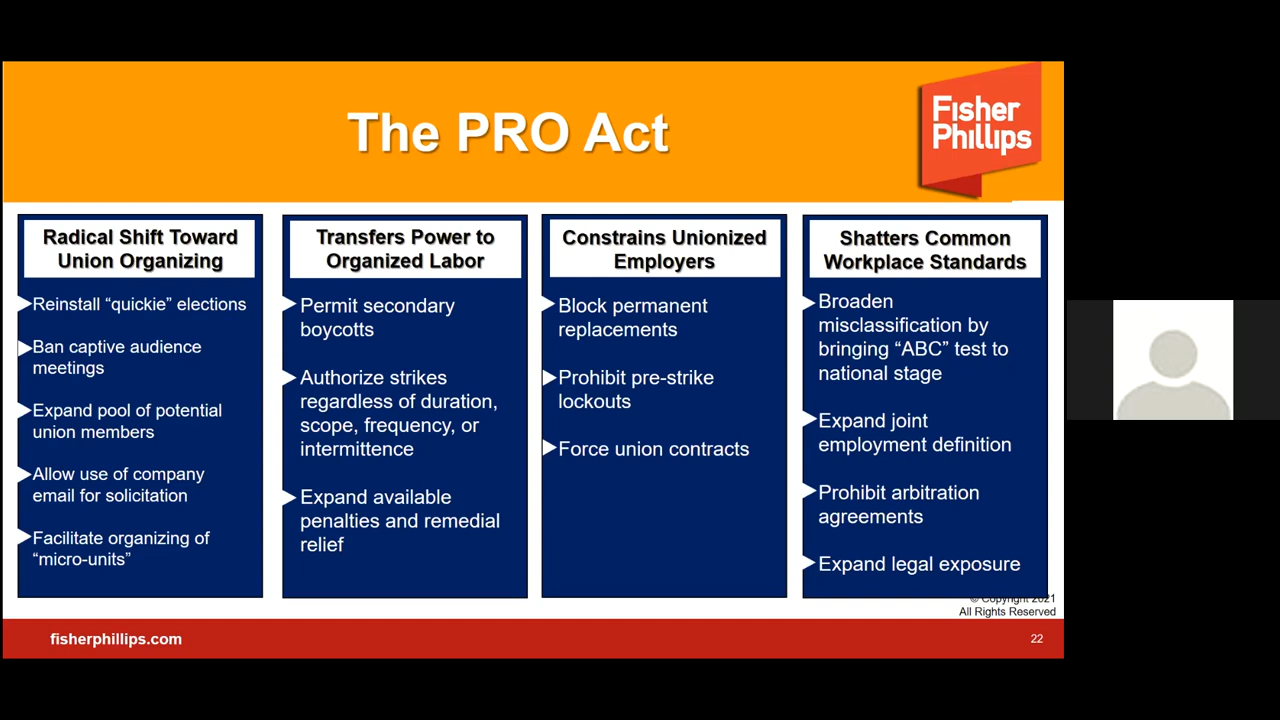 The PRO Act
Fisher
Phillips
Radical Shift Toward
Union Organizing
Reinstall “quickie” elections
Ban captive audience
meetings
Expand pool of potential
union members
Allow use of company
email for solicitation
Facilitate organizing of
“micro-units”
Transfers Power to
Organized Labor
Permit secondary
boycotts
Authorize strikes
regardless of duration,
scope, frequency, or
intermittence
Expand available
penalties and remedial
relief
Constrains Unionized
Employers
Block permanent
replacements
Prohibit pre-strike
lockouts
Force union contracts
Shatters Common
Workplace Standards
Broaden
misclassification by
bringing “ABC” test to
national stage
Expand joint
employment definition
Prohibit arbitration
agreements
Expand legal exposure
© Copyright 2021
All Rights Reserved
fisherphillips.com
22